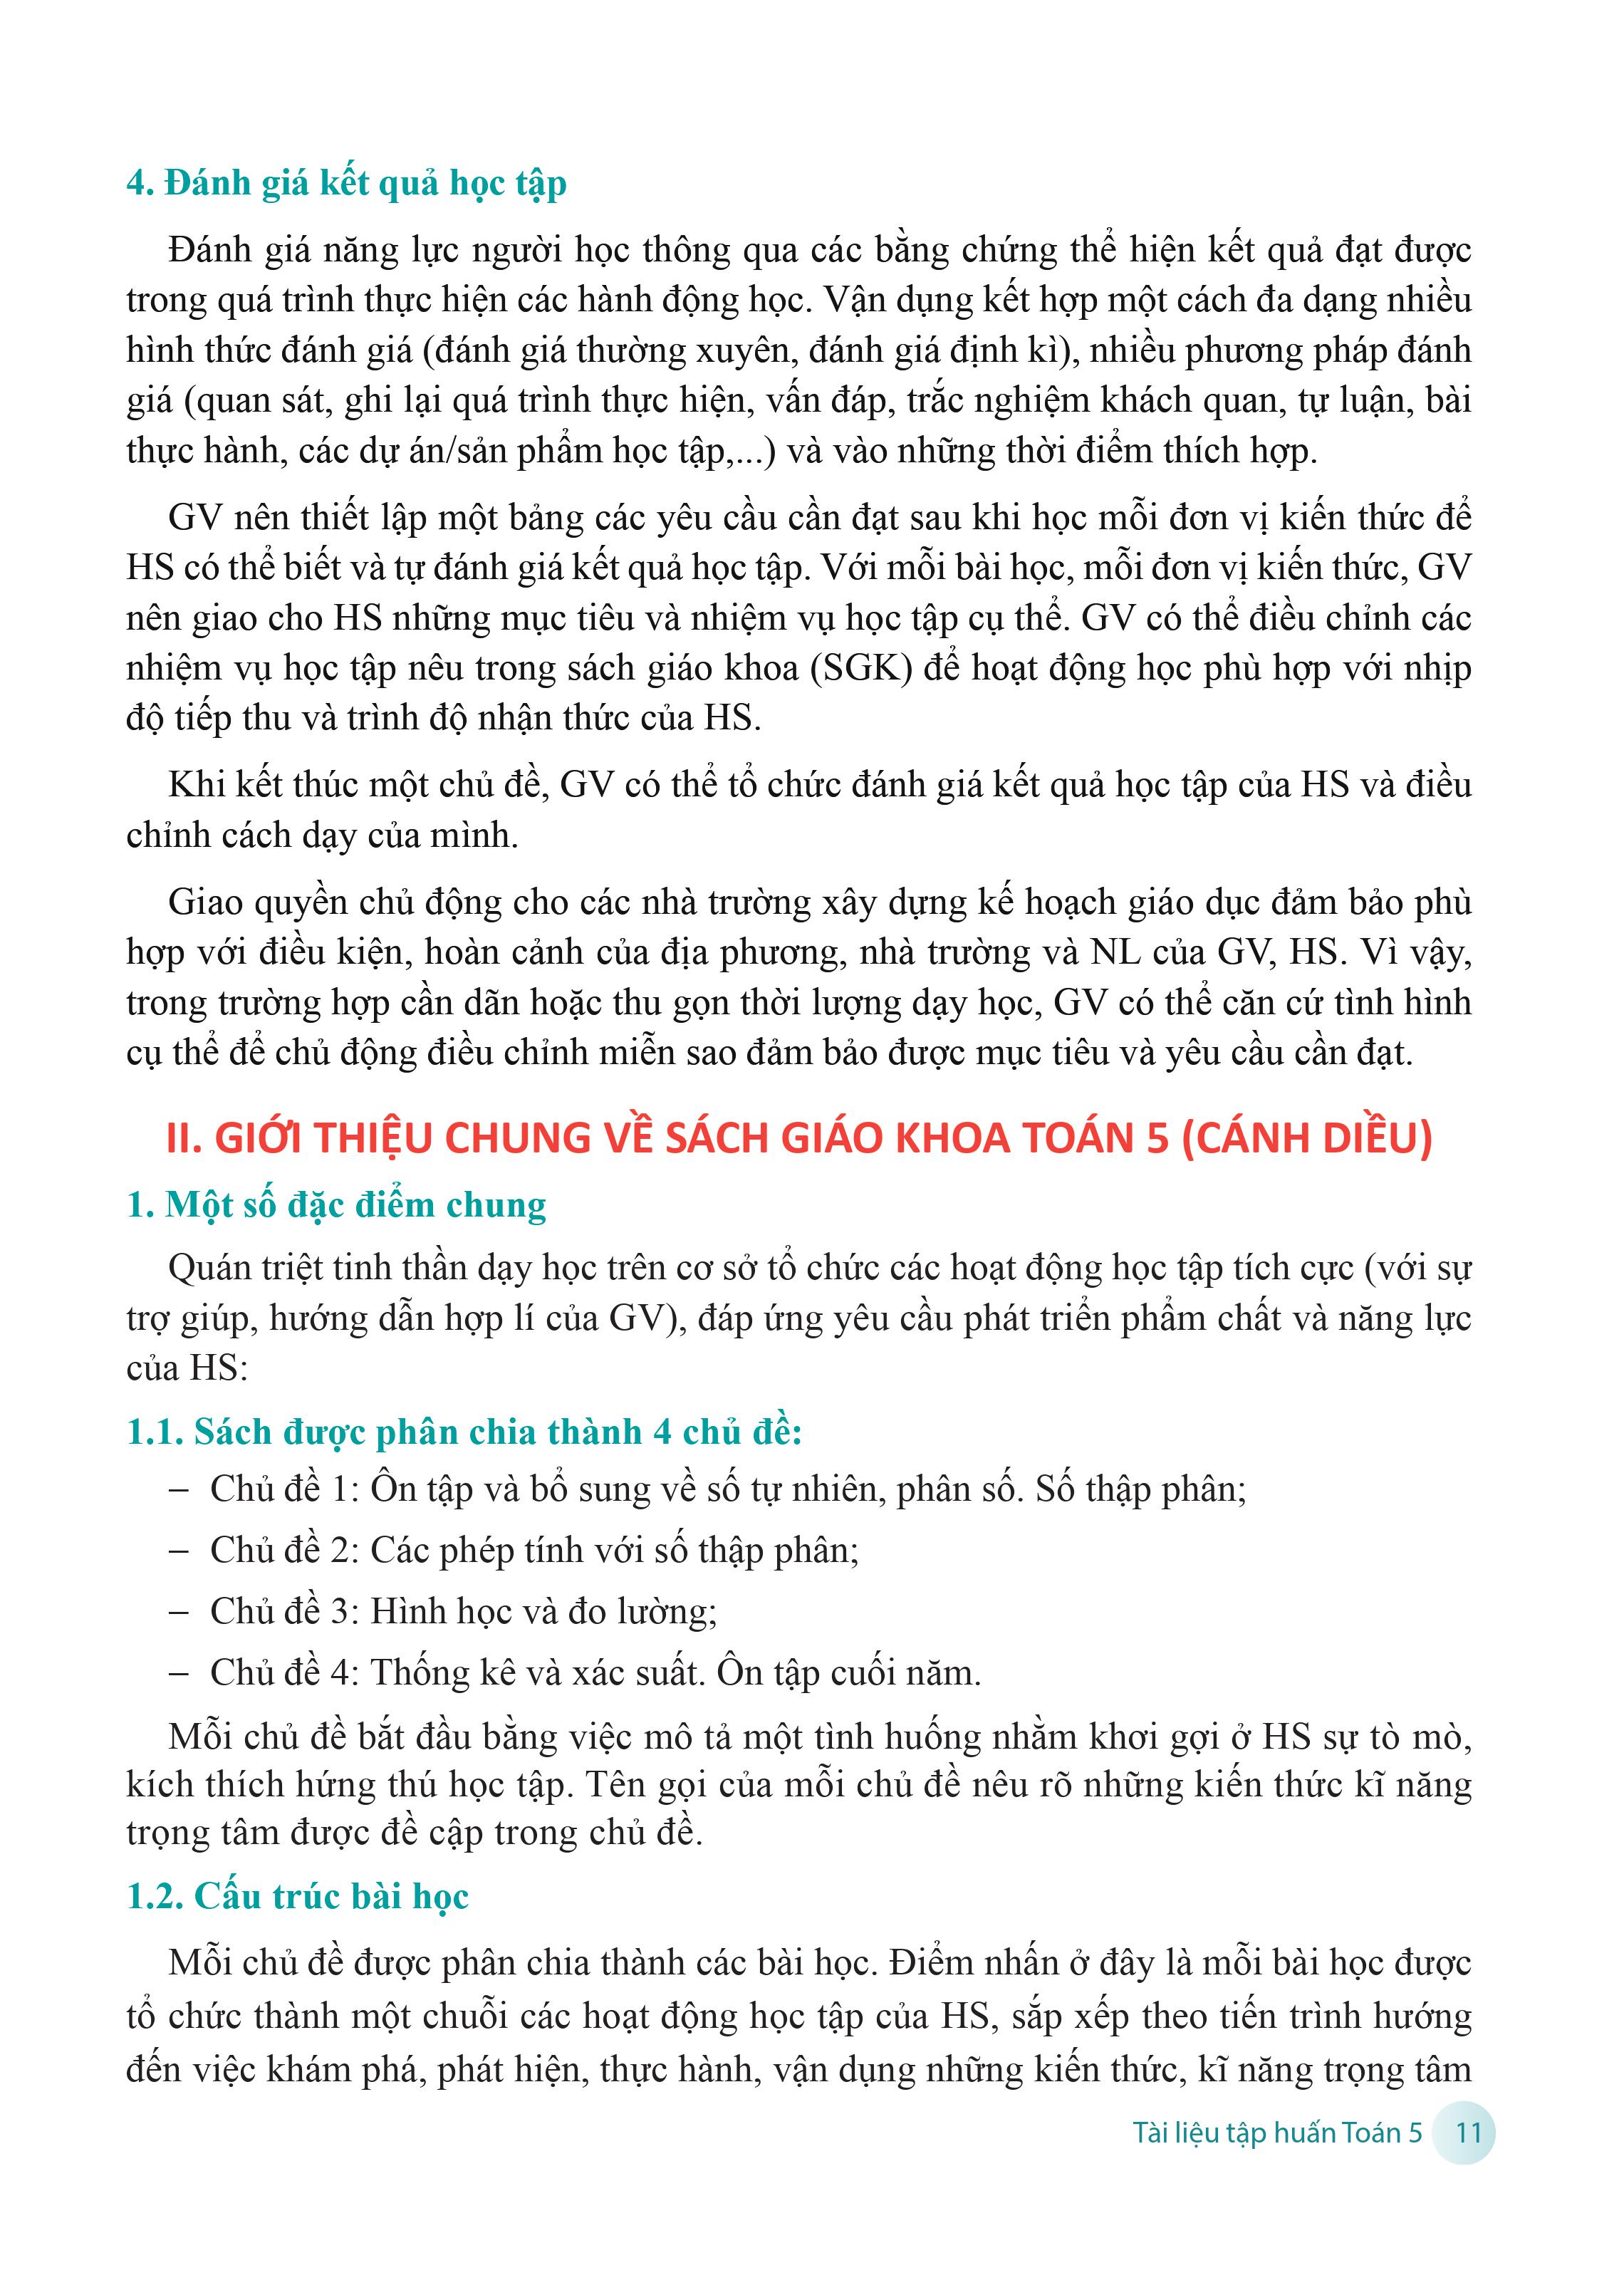 4. Đánh giá kết quả học tập
Đánh giá năng lực người học thông qua các bằng chứng thể hiện kết quả đạt được
trong quá trình thực hiện các hành động học. Vận dụng kết hợp một cách đa dạng nhiều
hình thức đánh giá (đánh giá thường xuyên, đánh giá định kì), nhiều phương pháp đánh
giá (quan sát, ghi lại quá trình thực hiện, vấn đáp, trắc nghiệm khách quan, tự luận, bài
thực hành, các dự án/sản phẩm học tập,...) và vào những thời điểm thích hợp.
GV nên thiết lập một bảng các yêu cầu cần đạt sau khi học mỗi đơn vị kiến thức để
HS có thể biết và tự đánh giá kết quả học tập. Với mỗi bài học, mỗi đơn vị kiến thức, GV
nên giao cho HS những mục tiêu và nhiệm vụ học tập cụ thể. GV có thể điều chỉnh các
nhiệm vụ học tập nêu trong sách giáo khoa (SGK) để hoạt động học phù hợp với nhịp
độ tiếp thu và trình độ nhận thức của HS.
Khi kết thúc một chủ đề, GV có thể tổ chức đánh giá kết quả học tập của HS và điều
chỉnh cách dạy của mình.
Giao quyền chủ động cho các nhà trường xây dựng kế hoạch giáo dục đảm bảo phù
hợp với điều kiện, hoàn cảnh của địa phương, nhà trường và NL của GV, HS. Vì vậy,
trong trường hợp cần dãn hoặc thu gọn thời lượng dạy học, GV có thể căn cứ tình hình
cụ thể để chủ động điều chỉnh miễn sao đảm bảo được mục tiêu và yêu cầu cần đạt.
II. GIỚI THIỆU CHUNG VỀ SÁCH GIÁO KHOA TOÁN 5 (CÁNH DIỀU)
1. Một số đặc điểm chung
Quán triệt tinh thần dạy học trên cơ sở tổ chức các hoạt động học tập tích cực (với sự
trợ giúp, hướng dẫn hợp lí của GV), đáp ứng yêu cầu phát triển phẩm chất và năng lực
của HS:
1.1. Sách được phân chia thành 4 chủ đề:
– Chủ đề 1: Ôn tập và bổ sung về số tự nhiên, phân số. Số thập phân;
– Chủ đề 2: Các phép tính với số thập phân;
– Chủ đề 3: Hình học và đo lường;
– Chủ đề 4: Thống kê và xác suất. Ôn tập cuối năm.
Mỗi chủ đề bắt đầu bằng việc mô tả một tình huống nhằm khơi gợi ở HS sự tò mò,
kích thích hứng thú học tập. Tên gọi của mỗi chủ đề nêu rõ những kiến thức kĩ năng
trọng tâm được đề cập trong chủ đề.
1.2. Cấu trúc bài học
Mỗi chủ đề được phân chia thành các bài học. Điểm nhấn ở đây là mỗi bài học được
tổ chức thành một chuỗi các hoạt động học tập của HS, sắp xếp theo tiến trình hướng
đến việc khám phá, phát hiện, thực hành, vận dụng những kiến thức, kĩ năng trọng tâm
Tài liệu tập huấn Toán 5 11